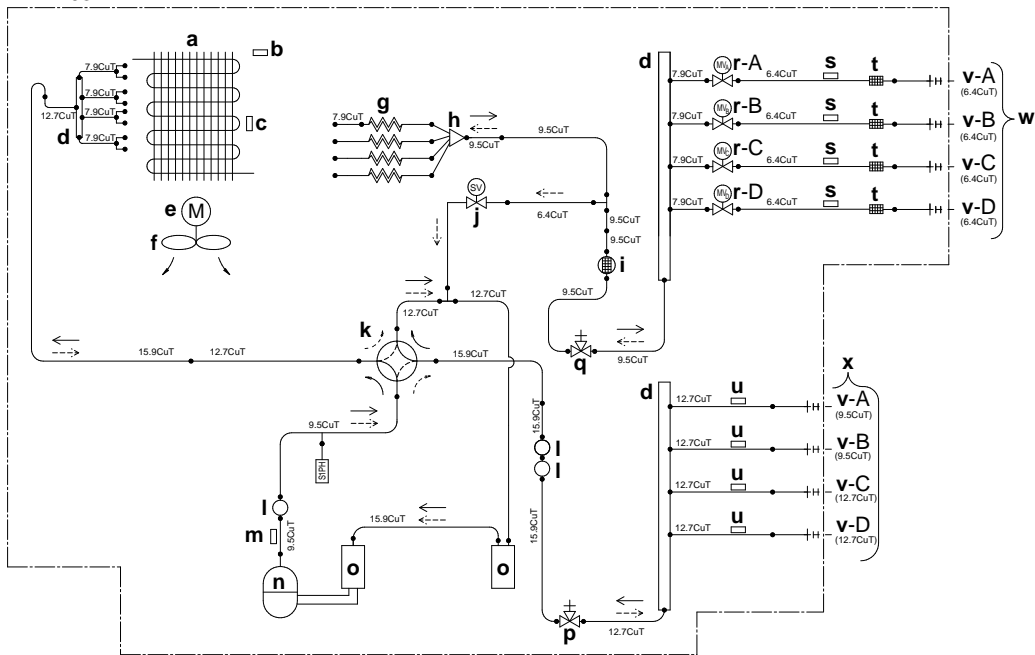 a
b
7.9CuT
7.9CuT
7.9CuT
7.9CuT
12.7CuT
d
c
e
M
f
7.9CuT
g
h
9.5CuT
9.5CuT
SV
j
6.4CuT
9.5CuT
9.5CuT
i
9.5CuT
q
9.5CuT
d
7.9CuT
MVA
r-A
6.4CuT
s
t
v-A
(6.4CuT)
7.9CuT
MVB
r-B
6.4CuT
s
t
v-B
(6.4CuT)
w
7.9CuT
MVC
r-C
6.4CuT
s
t
v-C
(6.4CuT)
7.9CuT
MVD
r-D
6.4CuT
s
t
v-D
(6.4CuT)
12.7CuT
12.7CuT
k
15.9CuT
12.7CuT
15.9CuT
9.5CuT
S1PH
l
m
9.5CuT
n
o
15.9CuT
o
15.9CuT
l
l
15.9CuT
p
12.7CuT
d
x
12.7CuT
u
v-A
(9.5CuT)
12.7CuT
u
v-B
(9.5CuT)
12.7CuT
u
v-C
(12.7CuT)
12.7CuT
u
v-D
(12.7CuT)